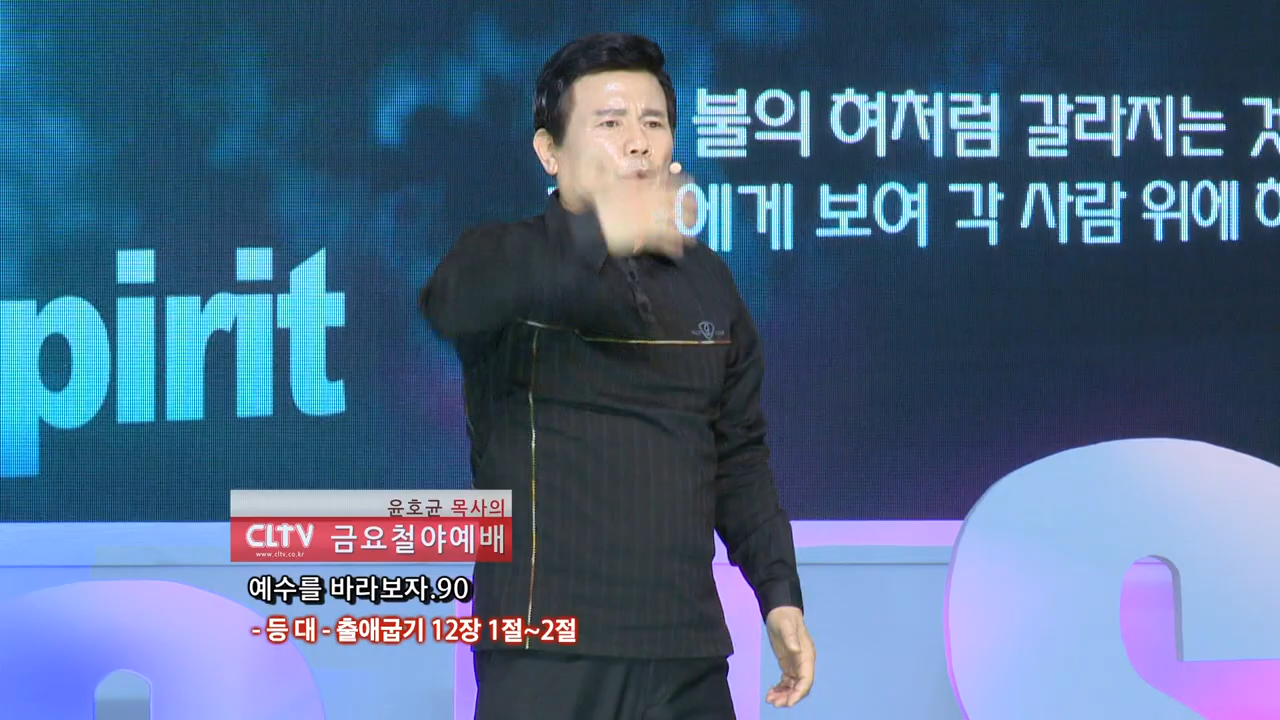 불의 혀처럼 갈라지는
에게 보여 각 사람 위에
pirit
윤호균 목사의
CLTV 금요철야예배
www.cltv.co.kr
예수를 바라보자.90
- 등 대 - 출애굽기 12장 1절~2절